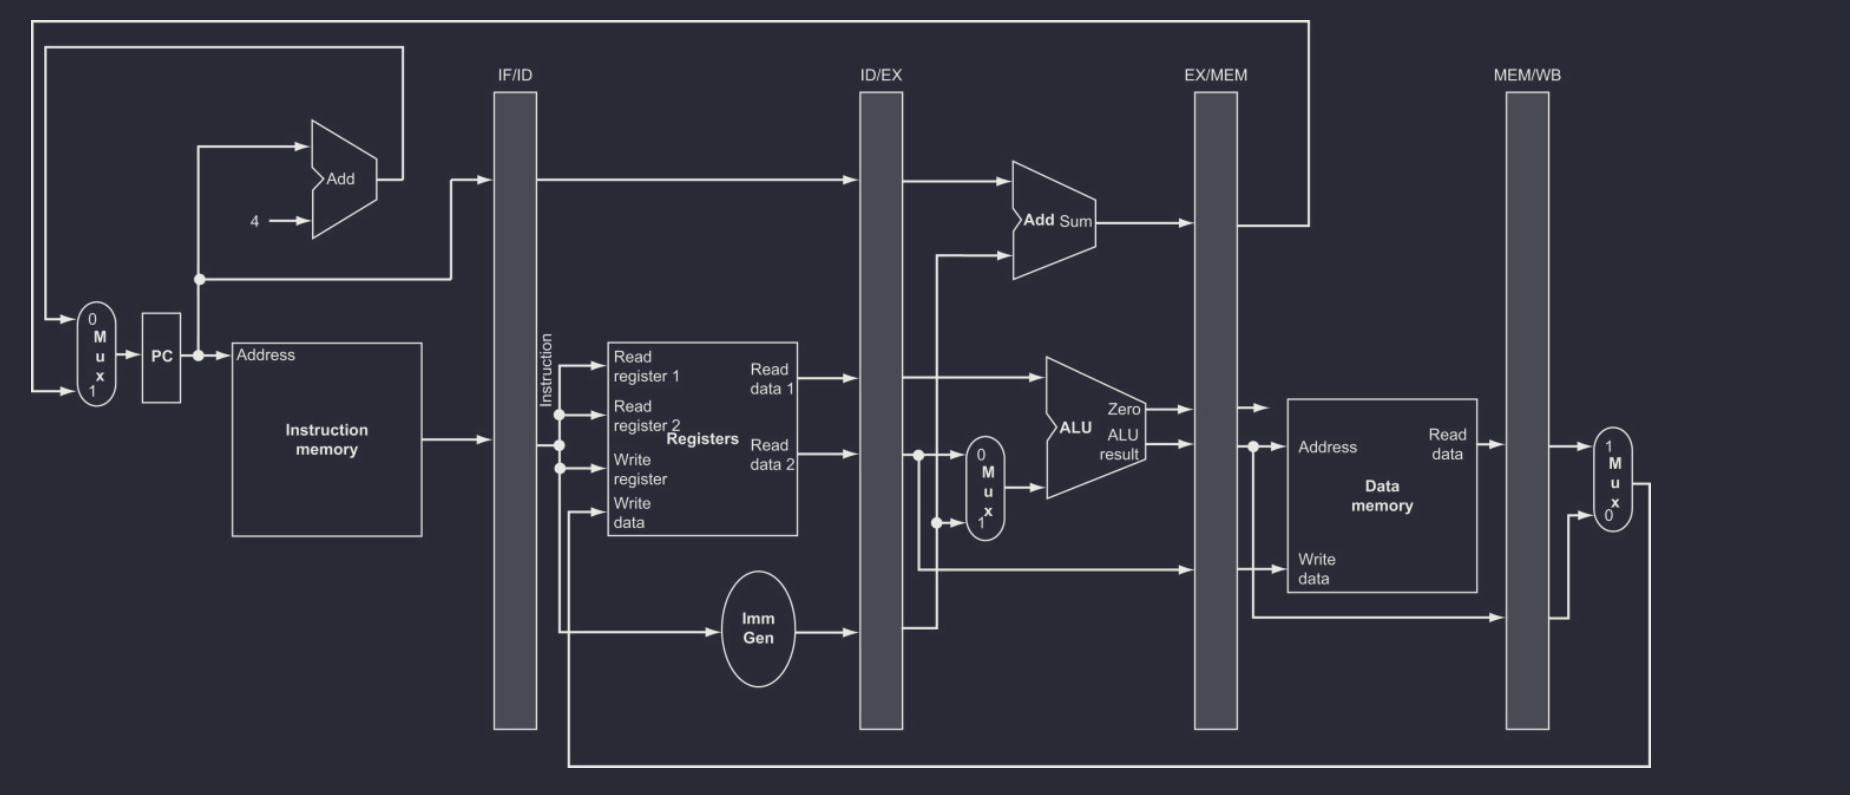 IF/ID
ID/EX
EX/MEM
MEM/WB
Add
4
Add Sum
0
M
u
x
1
PC
Address
Instruction
memory
Instruction
Read
register 1
Read
register 2
Write
register
Write
data
Registers
Read
data 1
Read
data 2
Imm
Gen
0
M
u
x
1
Zero
ALU
ALU
result
Address
Read
data
Data
memory
Write
data
1
M
u
x
0